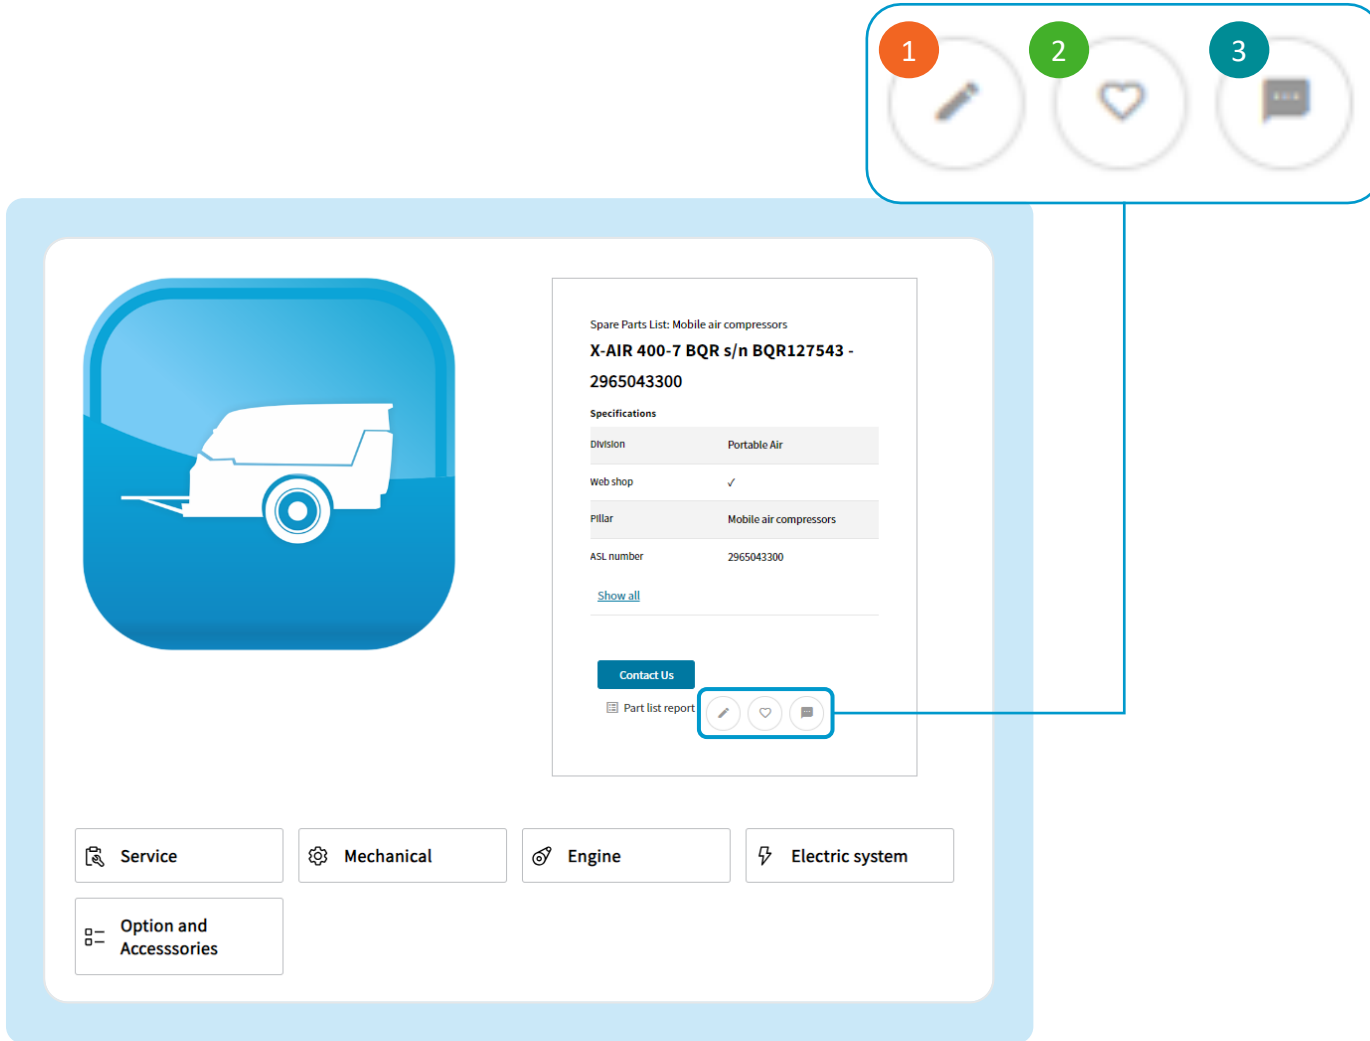 1 2 3
Spare Parts List: Mobile air compressors
X-AIR 400-7 BQR s/n BQR127543 -
2965043300
Specifications
Division Portable Air
Web shop ✓
Pillar Mobile air compressors
ASL number 2965043300
Show all
Contact Us
Part list report
Service Mechanical Engine Electric system
Option and
Accesssories